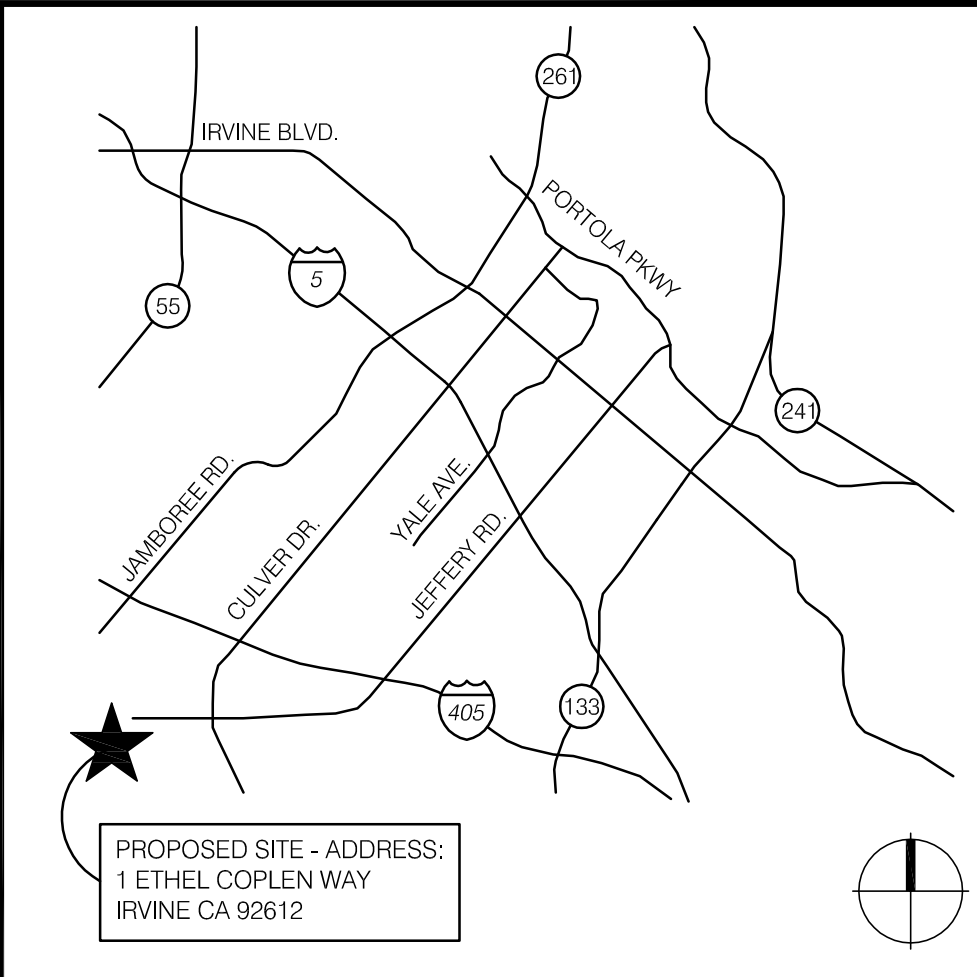 261
IRVINE BLVD.
PORTOLA PKWY
5
55
241
JAMBOREE RD.
YALE AVE.
CULVER DR.
JEFFERY RD.
405
133
PROPOSED SITE - ADDRESS:
1 ETHEL COPLEN WAY
IRVINE CA 92612